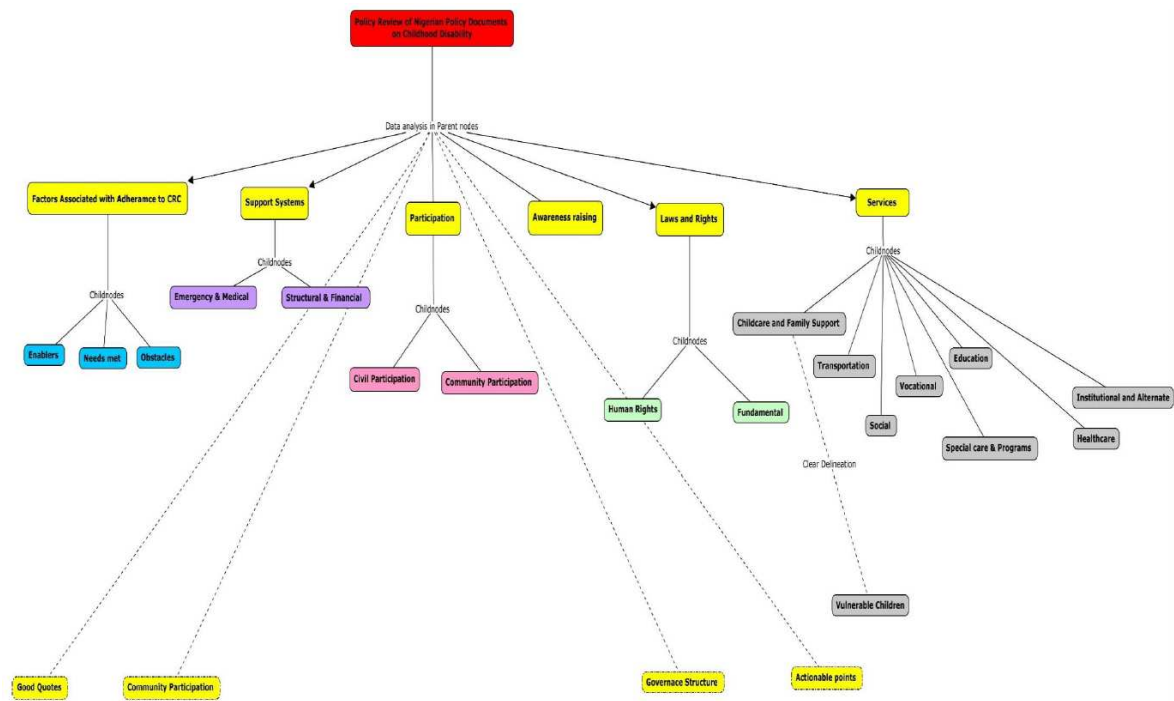 Policy Review of Nigerian Policy Documents
on Childhood Disability
Data analysis in Parent nodes
Factors Associated with Adheramce to CRC
Support Systems
Participation
Awareness raising
Laws and Rights
Services
Childnodes
Enablers
Needs met
Obstacles
Childnodes
Emergency & Medical
Structural & Financial
Childnodes
Civil Participation
Community Participation
Childnodes
Human Rights
Fundamental
Childnodes
Childcare and Family Support
Transportation
Social
Vocational
Special care & Programs
Education
Healthcare
Institutional and Alternate
Clear Delineation
Vulnerable Children
Good Quotes
Community Participation
Governace Structure
Actionable points